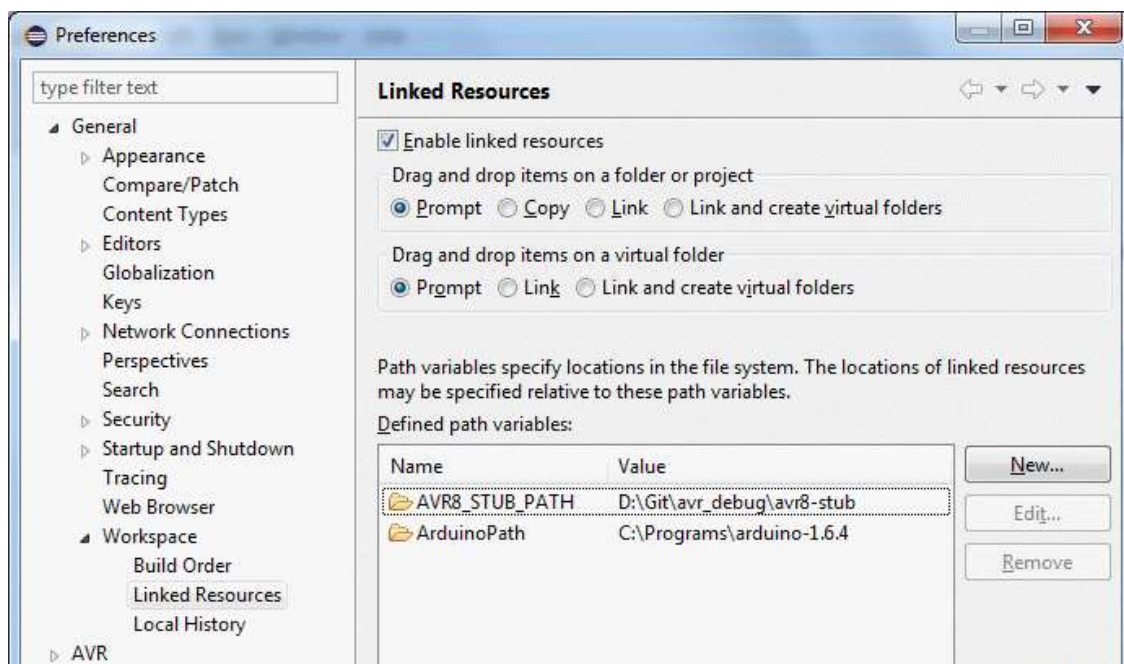 Preferences
type filter text
Linked Resources
General
Appearance
Compare/Patch
Content Types
Editors
Globalization
Keys
Network Connections
Perspectives
Search
Security
Startup and Shutdown
Tracing
Web Browser
Workspace
Build Order
Linked Resources
Local History
AVR
Enable linked resources
Drag and drop items on a folder or project
Prompt Copy Link Link and create virtual folders
Drag and drop items on a virtual folder
Prompt Link Link and create virtual folders
Path variables specify locations in the file system. The locations of linked resources
may be specified relative to these path variables.
Defined path variables:
Name Value
AVR8_STUB_PATH D:\Git\avr_debug\avr8-stub
ArduinoPath C:\Programs\arduino-1.6.4
New...
Edit...
Remove